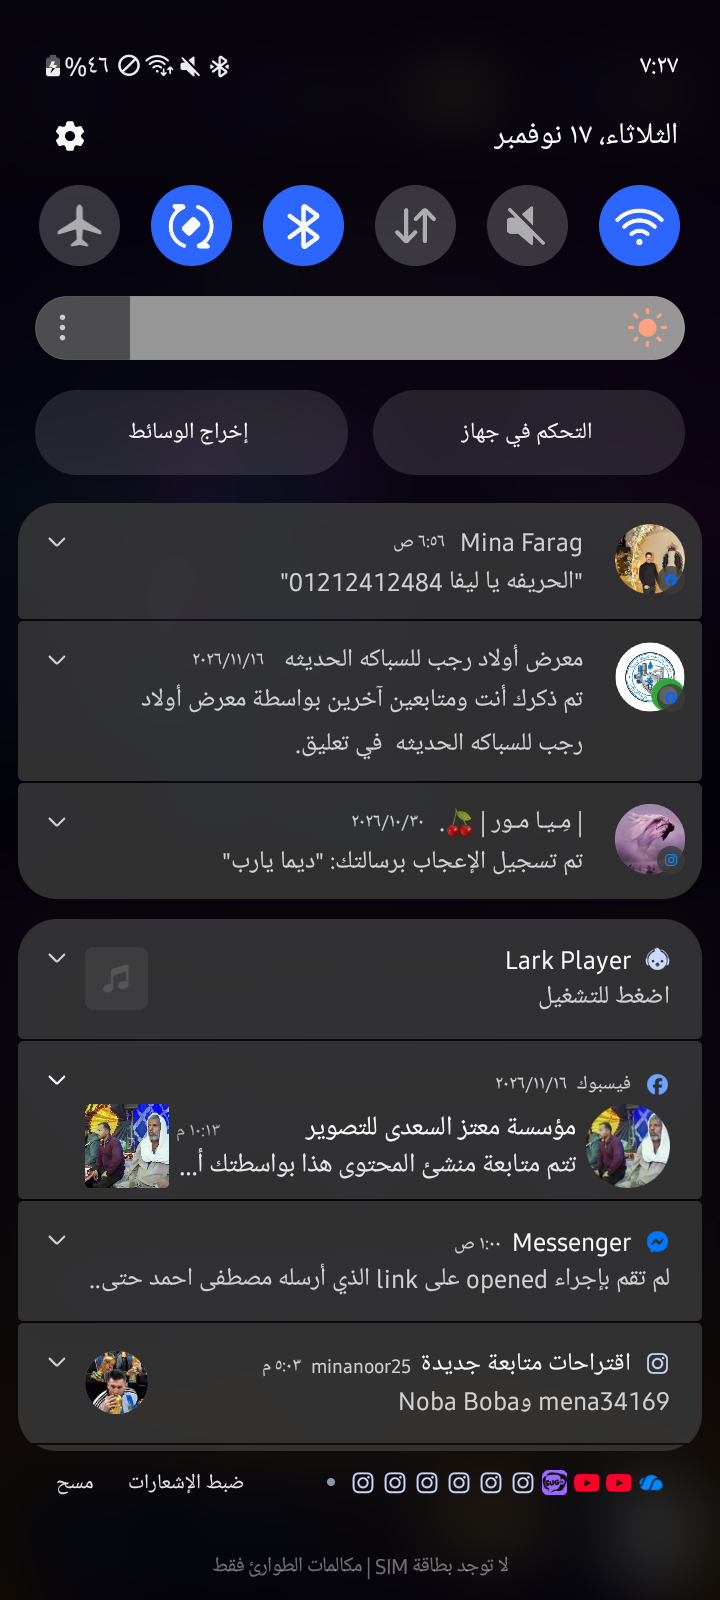 ٧:٢٧
%٤٦
الثلاثاء، ١٧ نوفمبر
التحكم في جهاز
إخراج الوسائط
Mina Farag ٦:٥٦ ص
"الحريفه يا ليفا 01212412484"
معرض أولاد رجب للسباكه الحديثه ٢٠٢٦/١١/١٦
تم ذكرك أنت ومتابعين آخرين بواسطة معرض أولاد
رجب للسباكه الحديثه في تعليق.
| مِـيـا مـور | 🍒. ٢٠٢٦/١٠/٣٠
تم تسجيل الإعجاب برسالتك: "ديما يارب"
Lark Player
اضغط للتشغيل
فيسبوك ٢٠٢٦/١١/١٦
مؤسسة معتز السعدى للتصوير ١٠:١٣ م
تتم متابعة منشئ المحتوى هذا بواسطتك أ...
Messenger ١:٠٠ ص
لم تقم بإجراء opened على link الذي أرسله مصطفى احمد حتى..
اقتراحات متابعة جديدة minanoor25 ٥:٠٣ م
mena34169 وNoba Boba
ضبط الإشعارات
مسح
لا توجد بطاقة SIM | مكالمات الطوارئ فقط